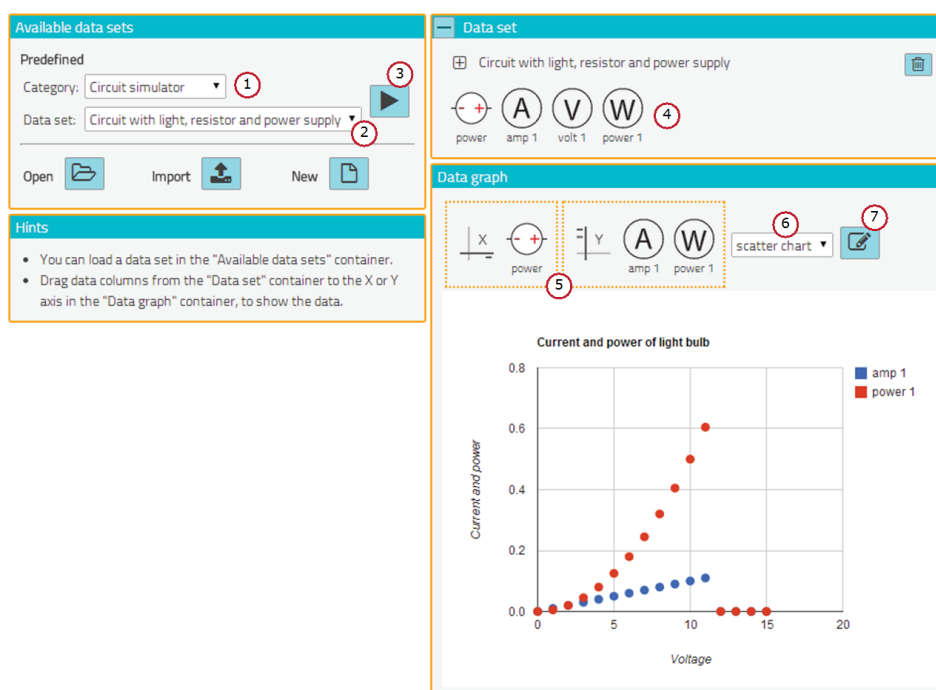 Available data sets
Predefined
Category: Circuit simulator 1
3
Data set: Circuit with light, resistor and power supply
2
Open Import New
Hints
• You can load a data set in the "Available data sets" container.
• Drag data columns from the "Data set" container to the X or Y
axis in the "Data graph" container, to show the data.
Data set
Circuit with light, resistor and power supply
- + A V W 4
power amp 1 volt 1 power 1
Data graph
6 7
X - + Y A W scatter chart
power amp 1 power 1
5
Current and power of light bulb
0.8
0.6
0.4
0.2
0.0
Current and power
0 5 10 15 20
Voltage
amp 1
power 1